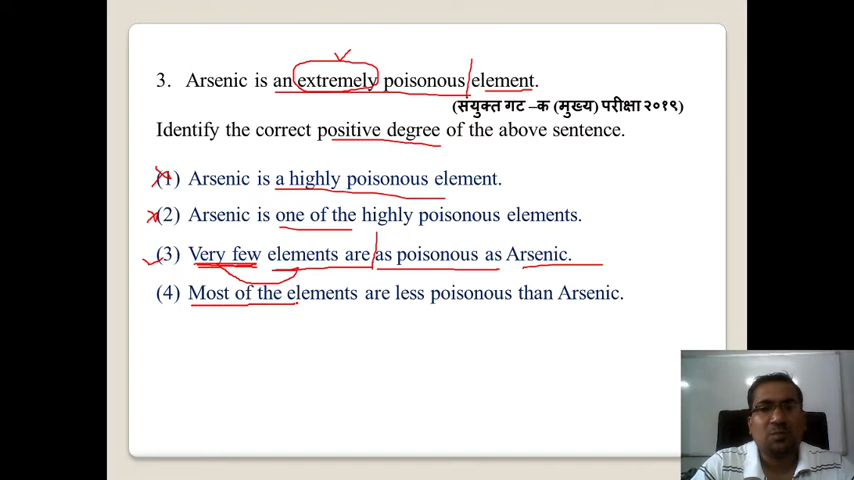 3. Arsenic is an extremely poisonous element.
(संयुक्त गट –क (मुख्य) परीक्षा २०१९)
Identify the correct positive degree of the above sentence.
(1) Arsenic is a highly poisonous element.
(2) Arsenic is one of the highly poisonous elements.
(3) Very few elements are as poisonous as Arsenic.
(4) Most of the elements are less poisonous than Arsenic.